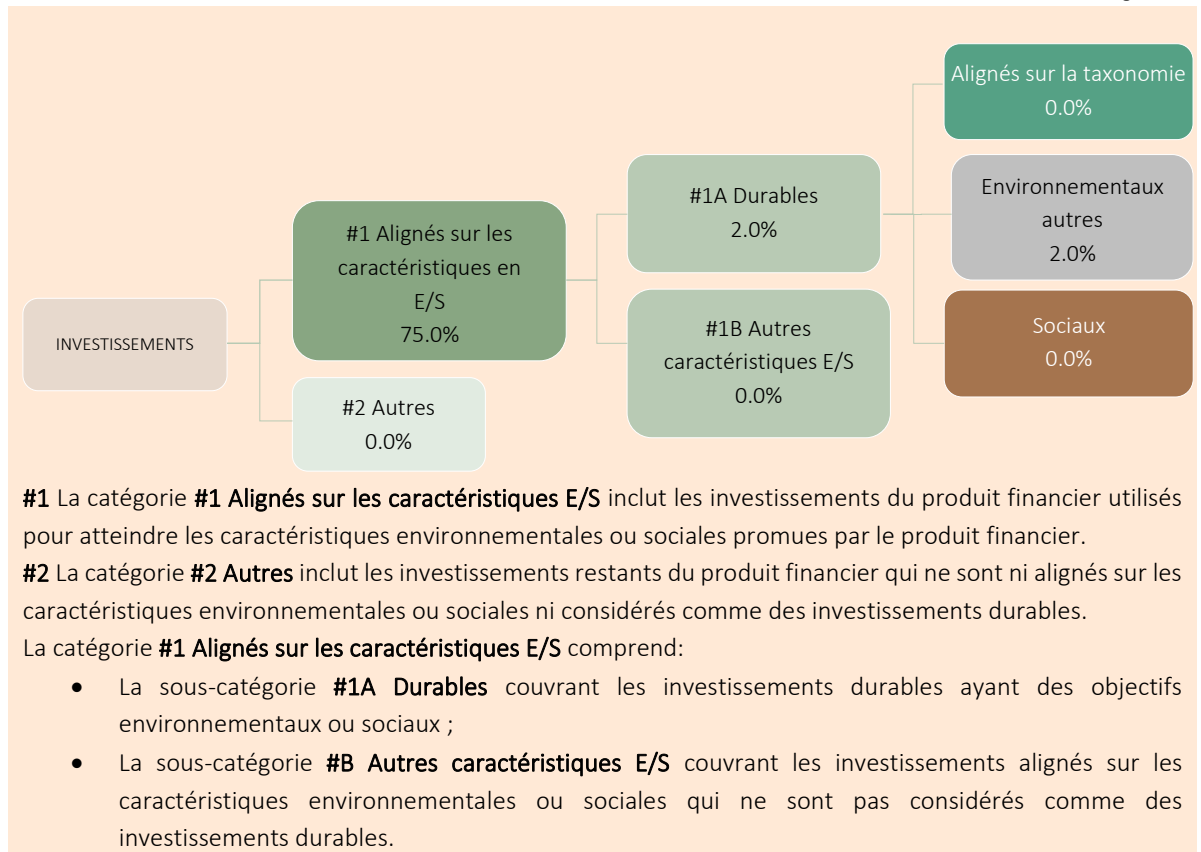 Alignés sur la taxonomie
0.0%
#1A Durables
2.0%
Environnementaux
autres
2.0%
#1 Alignés sur les
caractéristiques en
E/S
75.0%
INVESTISSEMENTS
#1B Autres
caractéristiques E/S
0.0%
Sociaux
0.0%
#2 Autres
0.0%
#1 La catégorie #1 Alignés sur les caractéristiques E/S inclut les investissements du produit financier utilisés
pour atteindre les caractéristiques environnementales ou sociales promues par le produit financier.
#2 La catégorie #2 Autres inclut les investissements restants du produit financier qui ne sont ni alignés sur les
caractéristiques environnementales ou sociales ni considérés comme des investissements durables.
La catégorie #1 Alignés sur les caractéristiques E/S comprend:
• La sous-catégorie #1A Durables couvrant les investissements durables ayant des objectifs
environnementaux ou sociaux ;
• La sous-catégorie #B Autres caractéristiques E/S couvrant les investissements alignés sur les
caractéristiques environnementales ou sociales qui ne sont pas considérés comme des
investissements durables.